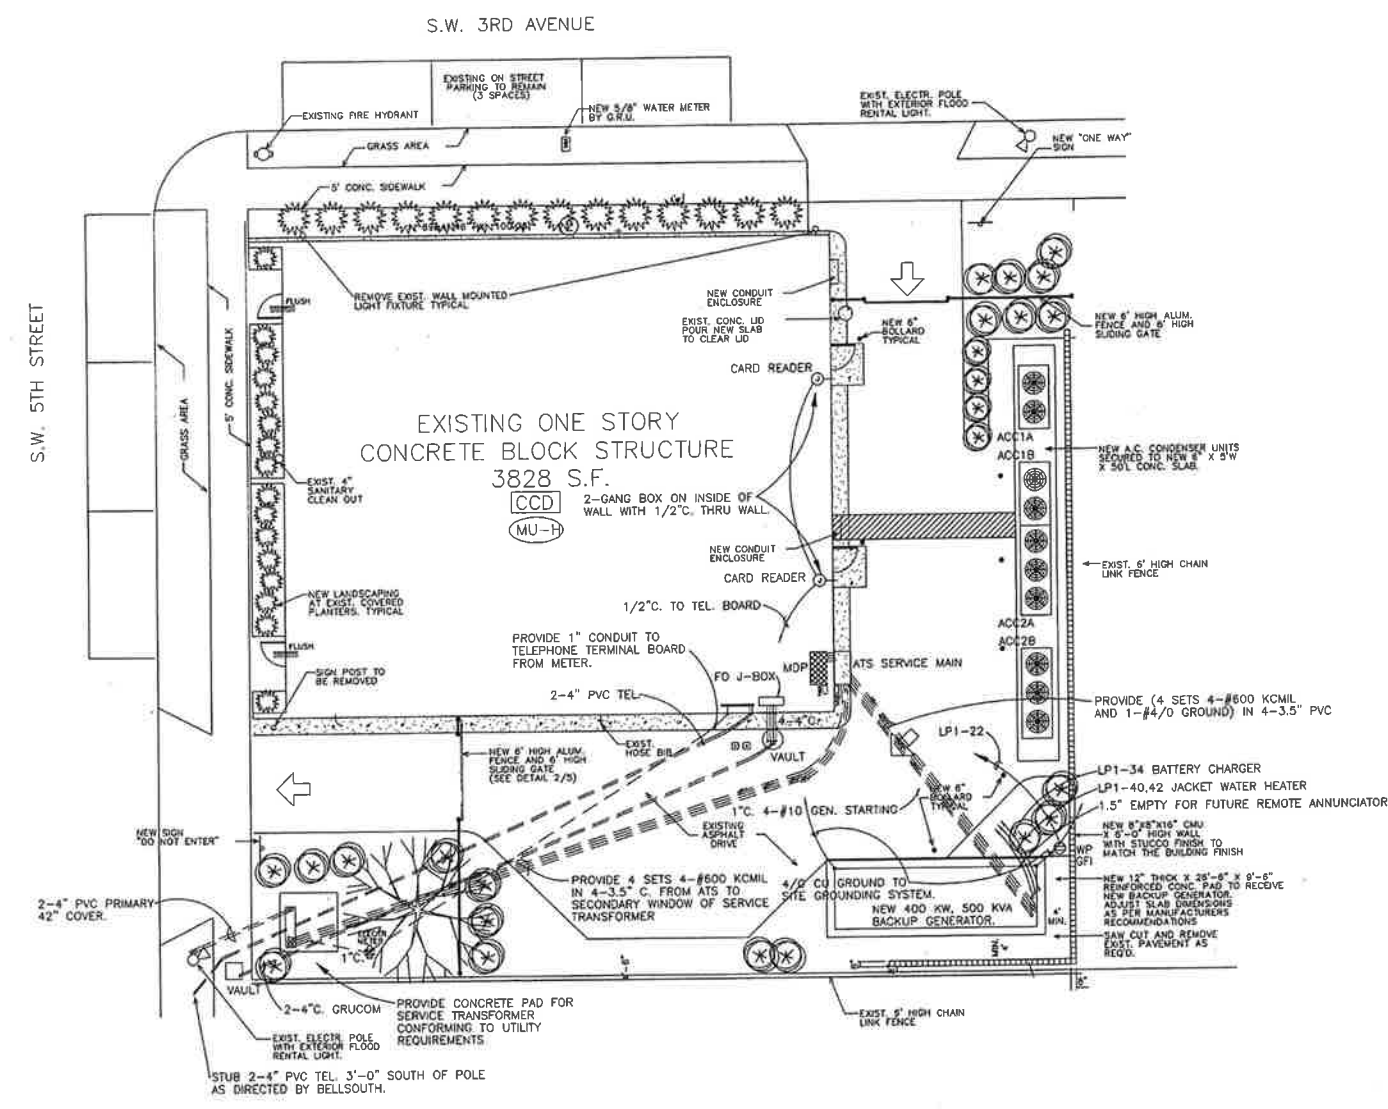 S.W. 3RD AVENUE
EXISTING ON STREET
PARKING TO REMAIN
(3 SPACES)
EXISTING FIRE HYDRANT
NEW 5/8" WATER METER
BY G.R.U.
EXIST. ELECTR. POLE
WITH EXTERIOR FLOOD
RENTAL LIGHT.
NEW "ONE WAY"
SIGN
GRASS AREA
5' CONC. SIDEWALK
S.W. 5TH STREET
GRASS AREA
5' CONC. SIDEWALK
FLUSH
REMOVE EXIST. WALL MOUNTED
LIGHT FIXTURE TYPICAL
NEW CONDUIT
ENCLOSURE
EXIST. CONC. LID
POUR NEW SLAB
TO CLEAR LID
NEW 6"
BOLLARD
TYPICAL
NEW 6' HIGH ALUM.
FENCE AND 6' HIGH
SLIDING GATE
CARD READER
J
EXISTING ONE STORY
CONCRETE BLOCK STRUCTURE
3828 S.F.
CCD
MU-H
2-GANG BOX ON INSIDE OF
WALL WITH 1/2"C. THRU WALL.
ACC1A
ACC1B
NEW A.C. CONDENSER UNITS
SECURED TO NEW 6" X 5'W
X 50'L CONC. SLAB.
EXIST. 4"
SANITARY
CLEAN OUT
NEW CONDUIT
ENCLOSURE
CARD READER
J
EXIST. 6' HIGH CHAIN
LINK FENCE
NEW LANDSCAPING
AT EXIST. COVERED
PLANTERS. TYPICAL
1/2"C. TO TEL. BOARD
ACC2A
ACC2B
FLUSH
PROVIDE 1" CONDUIT TO
TELEPHONE TERMINAL BOARD
FROM METER.
MDP
ATS SERVICE MAIN
SIGN POST TO
BE REMOVED
FO J-BOX
2-4" PVC TEL.
4-4"C.
PROVIDE (4 SETS 4-#600 KCMIL
AND 1-#4/0 GROUND) IN 4-3.5" PVC
NEW 6' HIGH ALUM.
FENCE AND 6' HIGH
SLIDING GATE
(SEE DETAIL 2/5)
EXIST.
HOSE BIB
VAULT
LP1-22
LP1-34 BATTERY CHARGER
LP1-40,42 JACKET WATER HEATER
1.5" EMPTY FOR FUTURE REMOTE ANNUNCIATOR
NEW 6"
BOLLARD
TYPICAL
1"C. 4-#10 GEN. STARTING
NEW SIGN
"DO NOT ENTER"
EXISTING
ASPHALT
DRIVE
NEW 8"X8"X16" CMU
X 6'-0" HIGH WALL
WITH STUCCO FINISH TO
MATCH THE BUILDING FINISH
WP
GFI
PROVIDE 4 SETS 4-#600 KCMIL
IN 4-3.5" C. FROM ATS TO
SECONDARY WINDOW OF SERVICE
TRANSFORMER
4/0 CU GROUND TO
SITE GROUNDING SYSTEM.
NEW 400 KW, 500 KVA
BACKUP GENERATOR.
4'
MIN.
NEW 12" THICK X 26'-6" X 9'-6"
REINFORCED CONC. PAD TO RECEIVE
NEW BACKUP GENERATOR.
ADJUST SLAB DIMENSIONS
AS PER MANUFACTURERS
RECOMMENDATIONS
2-4" PVC PRIMARY
42" COVER.
ELECTR
METER
1"C.
MIN.
SAW CUT AND REMOVE
EXIST. PAVEMENT AS
REQ'D.
VAULT
2-4"C. GRUCOM
PROVIDE CONCRETE PAD FOR
SERVICE TRANSFORMER
CONFORMING TO UTILITY
REQUIREMENTS.
EXIST. 5' HIGH CHAIN
LINK FENCE
EXIST. ELECTR. POLE
WITH EXTERIOR FLOOD
RENTAL LIGHT.
STUB 2-4" PVC TEL. 3'-0" SOUTH OF POLE
AS DIRECTED BY BELLSOUTH.